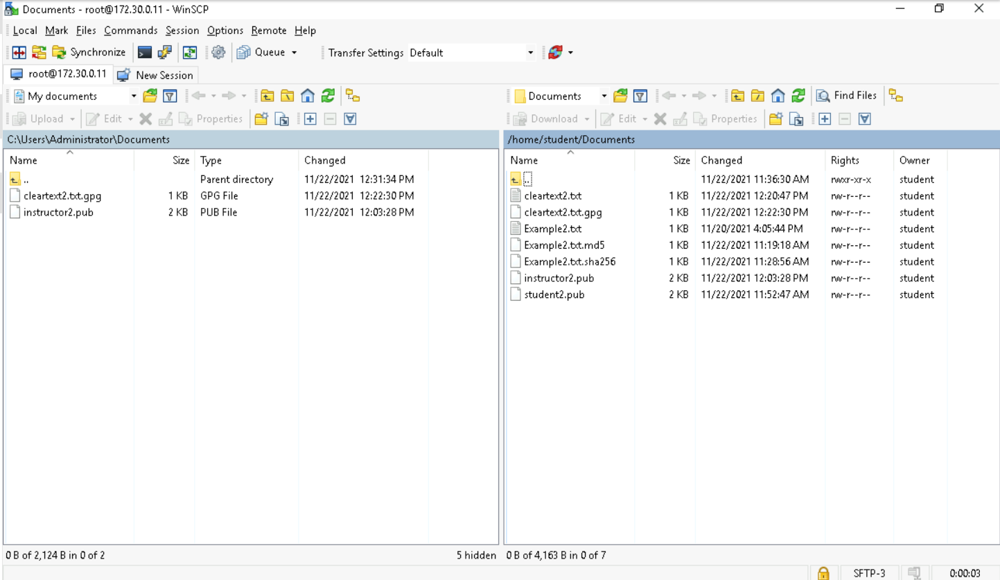 Documents - root@172.30.0.11 - WinSCP
Local Mark Files Commands Session Options Remote Help
Synchronize Queue Transfer Settings Default
root@172.30.0.11 New Session
My documents Documents Find Files
Upload Edit Properties Download Edit Properties
C:\Users\Administrator\Documents /home/student/Documents
Name Size Type Changed Name Size Changed Rights Owner
.. Parent directory 11/22/2021 12:31:34 PM .. 11/22/2021 11:36:30 AM rwxr-xr-x student
cleartext2.txt.gpg 1 KB GPG File 11/22/2021 12:22:30 PM cleartext2.txt 1 KB 11/22/2021 12:20:47 PM rw-r--r-- student
instructor2.pub 2 KB PUB File 11/22/2021 12:03:28 PM cleartext2.txt.gpg 1 KB 11/22/2021 12:22:30 PM rw-r--r-- student
Example2.txt 1 KB 11/20/2021 4:05:44 PM rw-r--r-- student
Example2.txt.md5 1 KB 11/22/2021 11:19:18 AM rw-r--r-- student
Example2.txt.sha256 1 KB 11/22/2021 11:28:56 AM rw-r--r-- student
instructor2.pub 2 KB 11/22/2021 12:03:28 PM rw-r--r-- student
student2.pub 2 KB 11/22/2021 11:52:47 AM rw-r--r-- student
0 B of 2,124 B in 0 of 2 5 hidden 0 B of 4,163 B in 0 of 7
SFTP-3 0:00:03